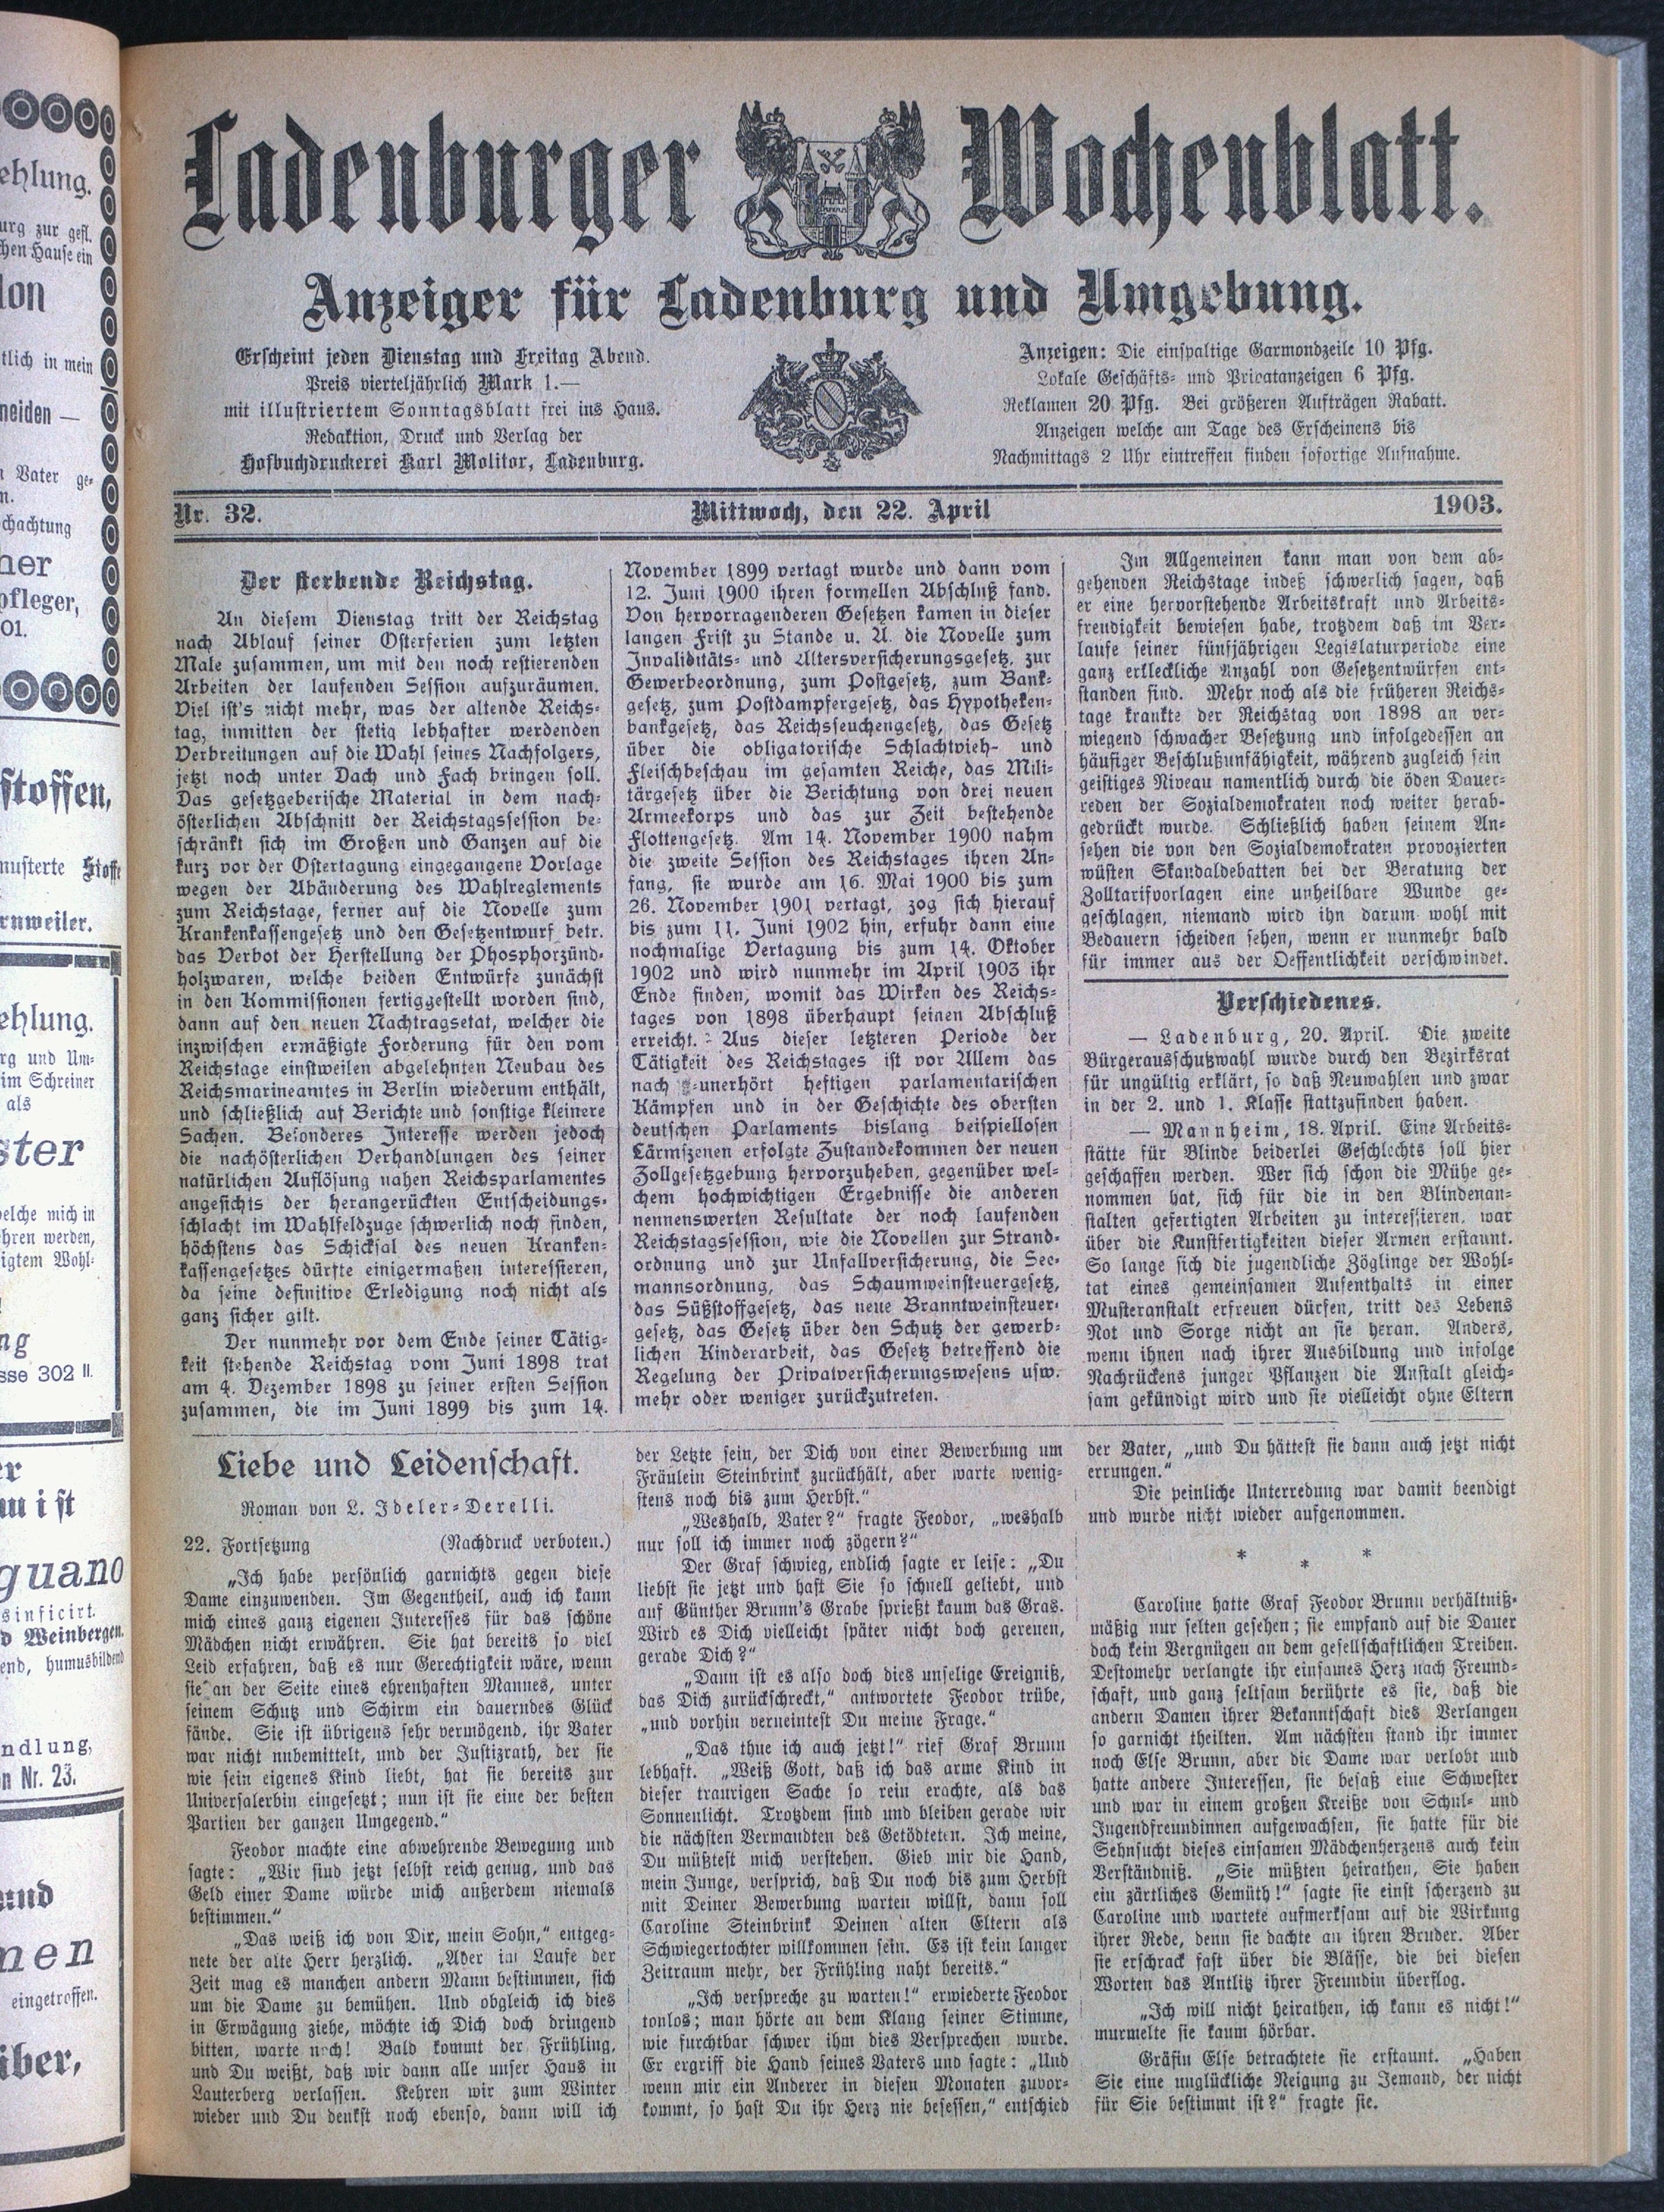 Ladenburger Wochenblatt.
Anzeiger für Ladenburg und Umgebung.
Erscheint jeden Dienstag und Freitag Abend.
Preis vierteljährlich Mark 1.—
mit illustriertem Sonntagsblatt frei ins Haus.
Redaktion, Druck und Verlag der
Hofbuchdruckerei Karl Molitor, Ladenburg.
Anzeigen: Die einspaltige Garmondzeile 10 Pfg.
Lokale Geschäfts- und Privatanzeigen 6 Pfg.
Reklamen 20 Pfg. Bei größeren Aufträgen Rabatt.
Anzeigen welche am Tage des Erscheinens bis
Nachmittags 2 Uhr eintreffen finden sofortige Aufnahme.
Nr. 32. Mittwoch, den 22. April 1903.
Der sterbende Reichstag.
An diesem Dienstag tritt der Reichstag
nach Ablauf seiner Osterferien zum letzten
Male zusammen, um mit den noch restierenden
Arbeiten der laufenden Session aufzuräumen.
Viel ist's nicht mehr, was der altende Reichs-
tag, inmitten der stetig lebhafter werdenden
Verbreitungen auf die Wahl seines Nachfolgers,
jetzt noch unter Dach und Fach bringen soll.
Das gesetzgeberische Material in dem nach-
österlichen Abschnitt der Reichstagssession be-
schränkt sich im Großen und Ganzen auf die
kurz vor der Ostertagung eingegangene Vorlage
wegen der Abänderung des Wahlreglements
zum Reichstage, ferner auf die Novelle zum
Krankenkassengesetz und den Gesetzentwurf betr.
das Verbot der Herstellung der Phosphorzünd-
holzwaren, welche beiden Entwürfe zunächst
in den Kommissionen fertiggestellt worden sind,
dann auf den neuen Nachtragsetat, welcher die
inzwischen ermäßigte Forderung für den vom
Reichstage einstweilen abgelehnten Neubau des
Reichsmarineamtes in Berlin wiederum enthält,
und schließlich auf Berichte und sonstige kleinere
Sachen. Besonderes Interesse werden jedoch
die nachösterlichen Verhandlungen des seiner
natürlichen Auflösung nahen Reichsparlamentes
angesichts der herangerückten Entscheidungs-
schlacht im Wahlfeldzuge schwerlich noch finden,
höchstens das Schicksal des neuen Kranken-
kassengesetzes dürfte einigermaßen interessieren,
da seine definitive Erledigung noch nicht als
ganz sicher gilt.
Der nunmehr vor dem Ende seiner Tätig-
keit stehende Reichstag vom Juni 1898 trat
am 4. Dezember 1898 zu seiner ersten Session
zusammen, die im Juni 1899 bis zum 14.
November 1899 vertagt wurde und dann vom
12. Juni 1900 ihren formellen Abschluß fand.
Von hervorragenderen Gesetzen kamen in dieser
langen Frist zu Stande u. A. die Novelle zum
Invaliditäts- und Altersversicherungsgesetz, zur
Gewerbeordnung, zum Postgesetz, zum Bank-
gesetz, zum Postdampfergesetz, das Hypotheken-
bankgesetz, das Reichsseuchengesetz, das Gesetz
über die obligatorische Schlachtvieh- und
Fleischbeschau im gesamten Reiche, das Mili-
tärgesetz über die Berichtung von drei neuen
Armeekorps und das zur Zeit bestehende
Flottengesetz. Am 14. November 1900 nahm
die zweite Session des Reichstages ihren An-
fang, sie wurde am 16. Mai 1900 bis zum
26. November 1901 vertagt, zog sich hierauf
bis zum 11. Juni 1902 hin, erfuhr dann eine
nochmalige Vertagung bis zum 14. Oktober
1902 und wird nunmehr im April 1903 ihr
Ende finden, womit das Wirken des Reichs-
tages von 1898 überhaupt seinen Abschluß
erreicht. Aus dieser letzteren Periode der
Tätigkeit des Reichstages ist vor Allem das
nach unerhört heftigen parlamentarischen
Kämpfen und in der Geschichte des obersten
deutschen Parlaments bislang beispiellosen
Lärmszenen erfolgte Zustandekommen der neuen
Zollgesetzgebung hervorzuheben, gegenüber wel-
chem hochwichtigen Ergebnisse die anderen
nennenswerten Resultate der noch laufenden
Reichstagssession, wie die Novellen zur Strand-
ordnung und zur Unfallversicherung, die See-
mannsordnung, das Schaumweinsteuergesetz,
das Süßstoffgesetz, das neue Branntweinsteuer-
gesetz, das Gesetz über den Schutz der gewerb-
lichen Kinderarbeit, das Gesetz betreffend die
Regelung der Privatversicherungswesens usw.
mehr oder weniger zurückzutreten.
Im Allgemeinen kann man von dem ab-
gehenden Reichstage indeß schwerlich sagen, daß
er eine hervorstehende Arbeitskraft und Arbeits-
freudigkeit bewiesen habe, trotzdem daß im Ver-
laufe seiner fünfjährigen Legislaturperiode eine
ganz erkleckliche Anzahl von Gesetzentwürfen ent-
standen sind. Mehr noch als die früheren Reichs-
tage krankte der Reichstag von 1898 an ver-
wiegend schwacher Besetzung und infolgedessen an
häufiger Beschlußunfähigkeit, während zugleich sein
geistiges Niveau namentlich durch die öden Dauer-
reden der Sozialdemokraten noch weiter herab-
gedrückt wurde. Schließlich haben seinem An-
sehen die von den Sozialdemokraten provozierten
wüsten Skandaldebatten bei der Beratung der
Zolltarifvorlagen eine unheilbare Wunde ge-
geschlagen, niemand wird ihn darum wohl mit
Bedauern scheiden sehen, wenn er nunmehr bald
für immer aus der Oeffentlichkeit verschwindet.
Verschiedenes.
— Ladenburg, 20. April. Die zweite
Bürgerausschußwahl wurde durch den Bezirksrat
für ungültig erklärt, so daß Neuwahlen und zwar
in der 2. und 1. Klasse stattzufinden haben.
— Mannheim, 18. April. Eine Arbeits-
stätte für Blinde beiderlei Geschlechts soll hier
geschaffen werden. Wer sich schon die Mühe ge-
nommen hat, sich für die in den Blindenan-
stalten gefertigten Arbeiten zu interessieren, war
über die Kunstfertigkeiten dieser Armen erstaunt.
So lange sich die jugendliche Zöglinge der Wohl-
tat eines gemeinsamen Aufenthalts in einer
Musteranstalt erfreuen dürfen, tritt des Lebens
Not und Sorge nicht an sie heran. Anders,
wenn ihnen nach ihrer Ausbildung und infolge
Nachrückens junger Pflanzen die Anstalt gleich-
sam gekündigt wird und sie vielleicht ohne Eltern
Liebe und Leidenschaft.
Roman von L. Ideler-Derelli.
22. Fortsetzung (Nachdruck verboten.)
„Ich habe persönlich garnichts gegen diese
Dame einzuwenden. Im Gegentheil, auch ich kann
mich eines ganz eigenen Interesses für das schöne
Mädchen nicht erwähren. Sie hat bereits so viel
Leid erfahren, daß es nur Gerechtigkeit wäre, wenn
sie an der Seite eines ehrenhaften Mannes, unter
seinem Schutz und Schirm ein dauerndes Glück
fände. Sie ist übrigens sehr vermögend, ihr Vater
war nicht unbemittelt, und der Justizrath, der sie
wie sein eigenes Kind liebt, hat sie bereits zur
Universalerbin eingesetzt; nun ist sie eine der besten
Partien der ganzen Umgegend.“
Feodor machte eine abwehrende Bewegung und
sagte: „Wir sind jetzt selbst reich genug, und das
Geld einer Dame würde mich außerdem niemals
bestimmen.“
„Das weiß ich von Dir, mein Sohn,“ entgeg-
nete der alte Herr herzlich. „Aber im Laufe der
Zeit mag es manchen andern Mann bestimmen, sich
um die Dame zu bemühen. Und obgleich ich dies
in Erwägung ziehe, möchte ich Dich doch dringend
bitten, warte noch! Bald kommt der Frühling,
und Du weißt, daß wir dann alle unser Haus in
Lauterberg verlassen. Kehren wir zum Winter
wieder und Du denkst noch ebenso, dann will ich
der Letzte sein, der Dich von einer Bewerbung um
Fräulein Steinbrink zurückhält, aber warte wenig-
stens noch bis zum Herbst.“
„Weshalb, Vater?“ fragte Feodor, „weshalb
nur soll ich immer noch zögern?“
Der Graf schwieg, endlich sagte er leise: „Du
liebst sie jetzt und hast Sie so schnell geliebt, und
auf Günther Brunn's Grabe sprießt kaum das Gras.
Wird es Dich vielleicht später nicht doch gereuen,
gerade Dich?“
„Dann ist es also doch dies unselige Ereigniß,
das Dich zurückschreckt,“ antwortete Feodor trübe,
„und vorhin verneintest Du meine Frage.“
„Das thue ich auch jetzt!“ rief Graf Brunn
lebhaft. „Weiß Gott, daß ich das arme Kind in
dieser traurigen Sache so rein erachte, als das
Sonnenlicht. Trotzdem sind und bleiben gerade wir
die nächsten Verwandten des Getödteten. Ich meine,
Du müßtest mich verstehen. Gieb mir die Hand,
mein Junge, versprich, daß Du noch bis zum Herbst
mit Deiner Bewerbung warten willst, dann soll
Caroline Steinbrink Deinen alten Eltern als
Schwiegertochter willkommen sein. Es ist kein langer
Zeitraum mehr, der Frühling naht bereits.“
„Ich verspreche zu warten!“ erwiederte Feodor
tonlos; man hörte an dem Klang seiner Stimme,
wie furchtbar schwer ihm dies Versprechen wurde.
Er ergriff die Hand seines Vaters und sagte: „Und
wenn mir ein Anderer in diesen Monaten zuvor-
kommt, so hast Du ihr Herz nie besessen,“ entschied
der Vater, „und Du hättest sie dann auch jetzt nicht
errungen.“
Die peinliche Unterredung war damit beendigt
und wurde nicht wieder aufgenommen.
* * *
Caroline hatte Graf Feodor Brunn verhältniß-
mäßig nur selten gesehen; sie empfand auf die Dauer
doch kein Vergnügen an dem gesellschaftlichen Treiben.
Destomehr verlangte ihr einsames Herz nach Freund-
schaft, und ganz seltsam berührte es sie, daß die
andern Damen ihrer Bekanntschaft dies Verlangen
so garnicht theilten. Am nächsten stand ihr immer
noch Else Brunn, aber die Dame war verlobt und
hatte andere Interessen, sie besaß eine Schwester
und war in einem großen Kreiße von Schul- und
Jugendfreundinnen aufgewachsen, sie hatte für die
Sehnsucht dieses einsamen Mädchenherzens auch kein
Verständniß. „Sie müßten heirathen, Sie haben
ein zärtliches Gemüth!“ sagte sie einst scherzend zu
Caroline und wartete aufmerksam auf die Wirkung
ihrer Rede, denn sie dachte an ihren Bruder. Aber
sie erschrack fast über die Blässe, die bei diesen
Worten das Antlitz ihrer Freundin überflog.
„Ich will nicht heirathen, ich kann es nicht!“
murmelte sie kaum hörbar.
Gräfin Else betrachtete sie erstaunt. „Haben
Sie eine unglückliche Neigung zu Jemand, der nicht
für Sie bestimmt ist?“ fragte sie.